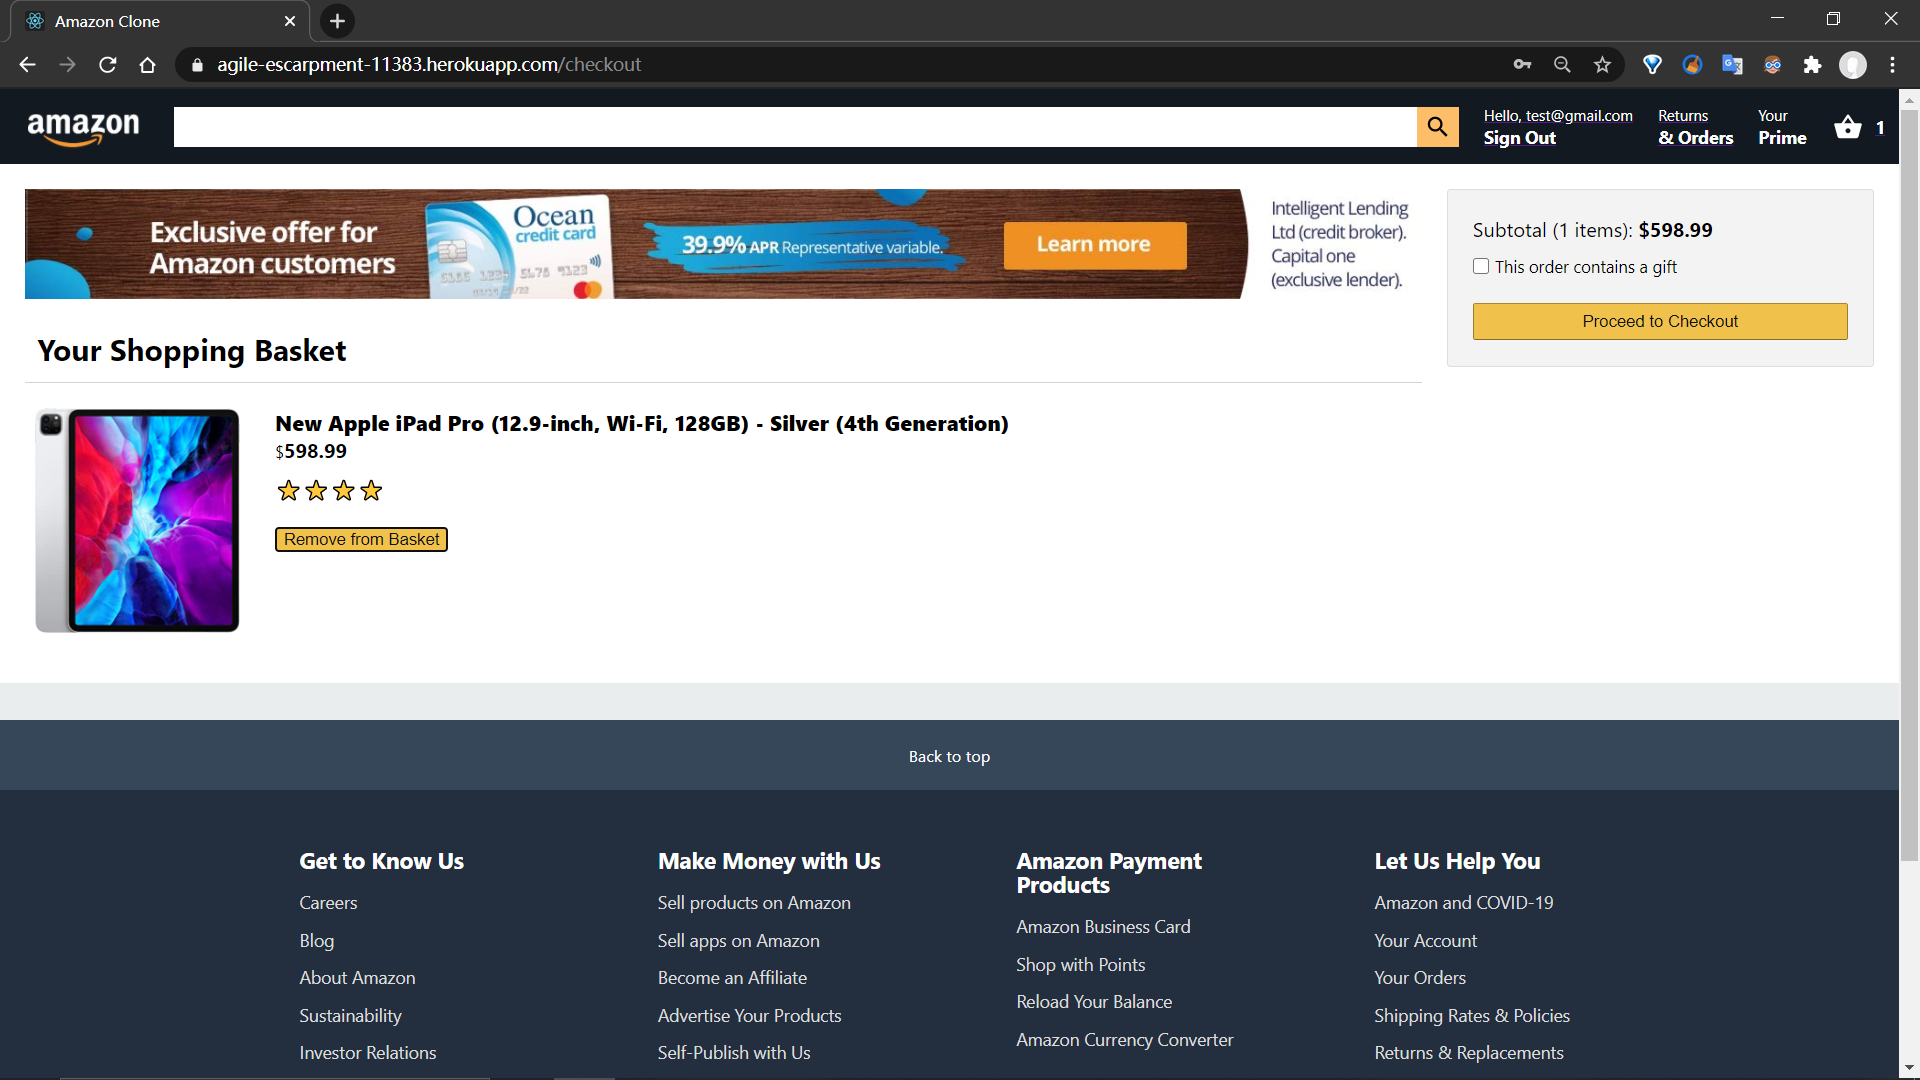 Amazon Clone
agile-escarpment-11383.herokuapp.com/checkout
amazon
Hello, test@gmail.com
Sign Out
Returns
& Orders
Your
Prime
1
Exclusive offer for
Amazon customers
Ocean
credit card
39.9% APR Representative variable.
Learn more
Intelligent Lending
Ltd (credit broker).
Capital one
(exclusive lender).
Subtotal (1 items): $598.99
This order contains a gift
Proceed to Checkout
Your Shopping Basket
New Apple iPad Pro (12.9-inch, Wi-Fi, 128GB) - Silver (4th Generation)
$598.99
Remove from Basket
Back to top
Get to Know Us
Careers
Blog
About Amazon
Sustainability
Investor Relations
Make Money with Us
Sell products on Amazon
Sell apps on Amazon
Become an Affiliate
Advertise Your Products
Self-Publish with Us
Amazon Payment
Products
Amazon Business Card
Shop with Points
Reload Your Balance
Amazon Currency Converter
Let Us Help You
Amazon and COVID-19
Your Account
Your Orders
Shipping Rates & Policies
Returns & Replacements